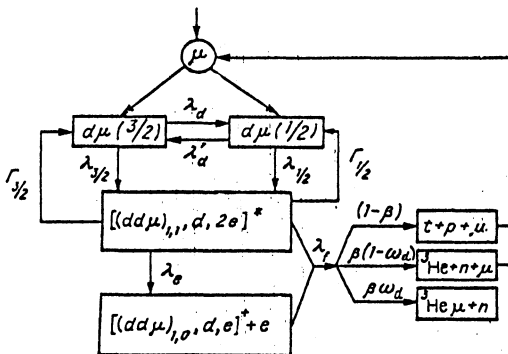 μ
λ_d
dμ(3/2) dμ(1/2)
λ'_d
Γ_3/2 λ_3/2 λ_1/2 Γ_1/2
[(ddμ)_1,1, d, 2e]*
(1-β) t+p+μ
λ_f β(1-ω_d) ³He+n+μ
λ_e βω_d ³Heμ+n
[(ddμ)_1,0, d, e]⁺+e